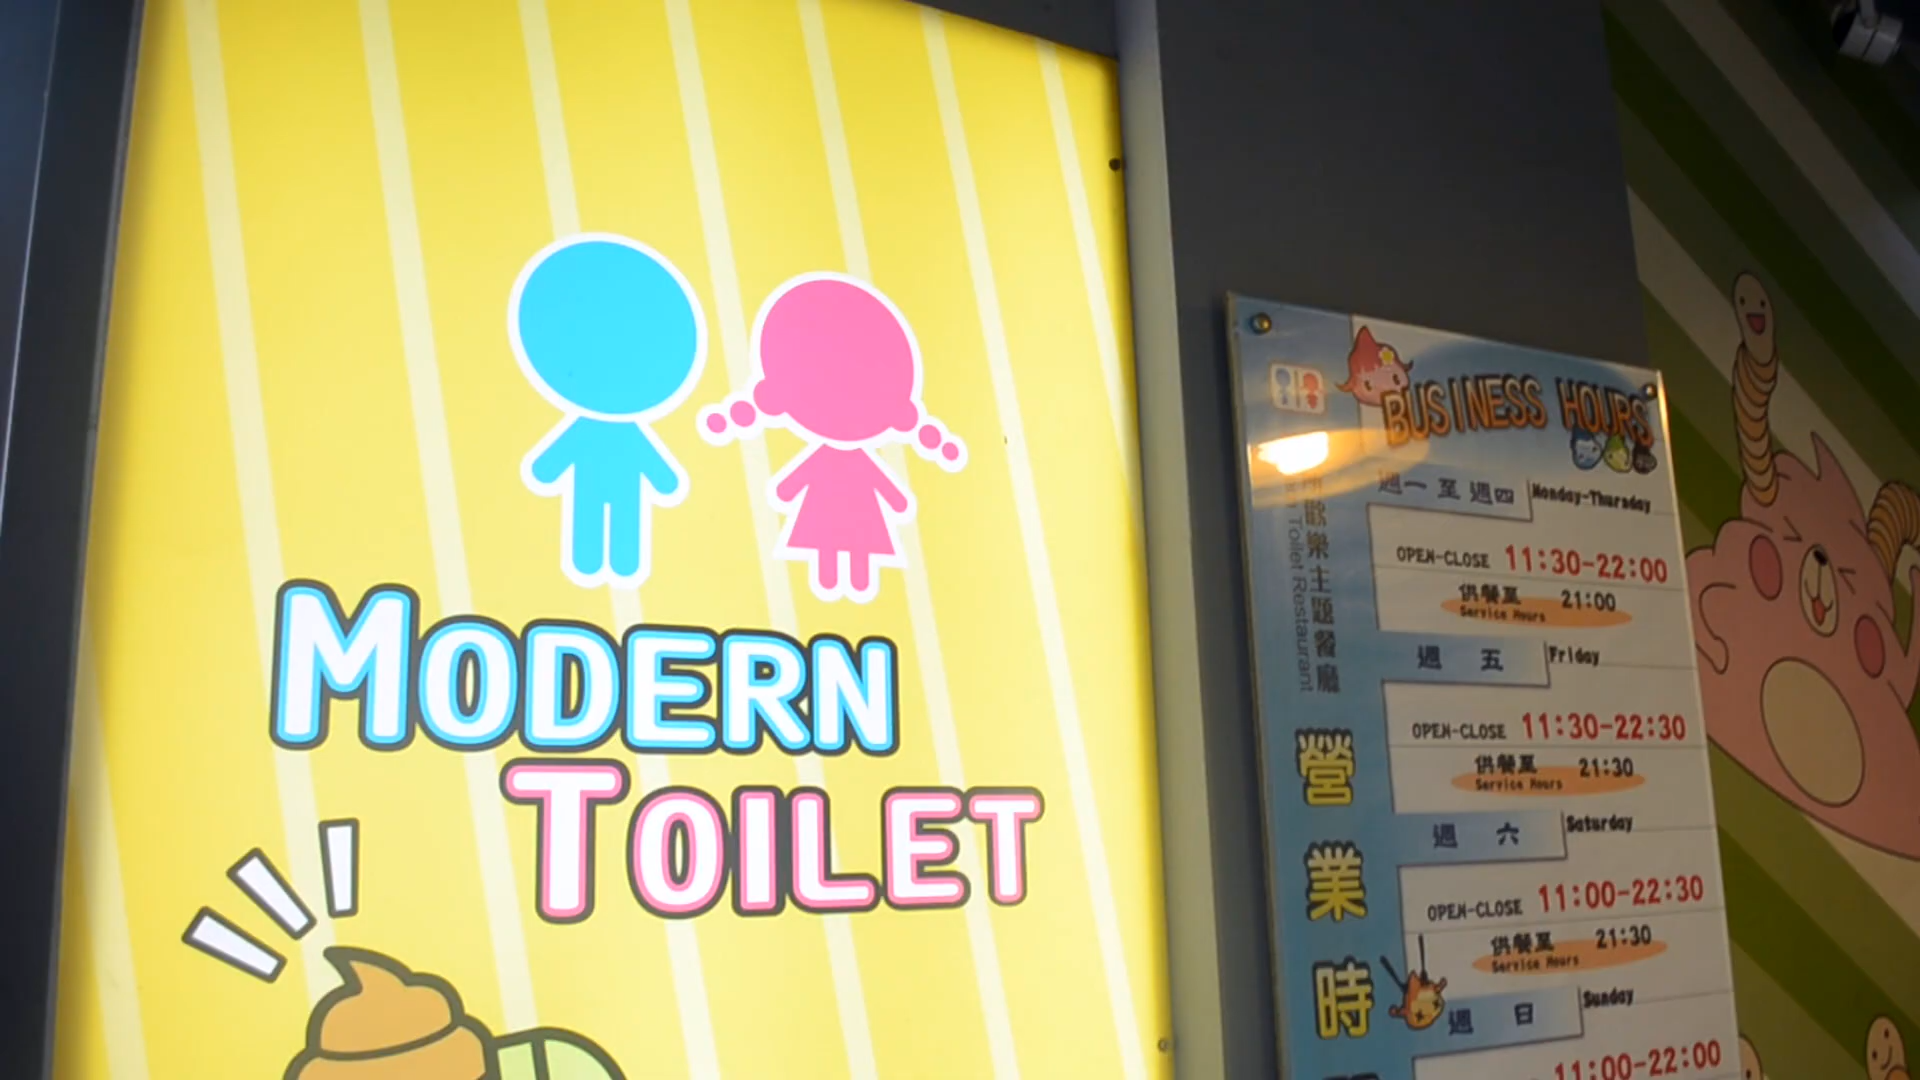 MODERN
TOILET
BUSINESS HOURS
週一至週四 Monday-Thursday
OPEN-CLOSE 11:30-22:00
供餐至 21:00
Service Hours
週五 Friday
OPEN-CLOSE 11:30-22:30
供餐至 21:30
Service Hours
週六 Saturday
OPEN-CLOSE 11:00-22:30
供餐至 21:30
Service Hours
週日 Sunday
11:00-22:00
歡樂主題餐廳
Toilet Restaurant
營業時